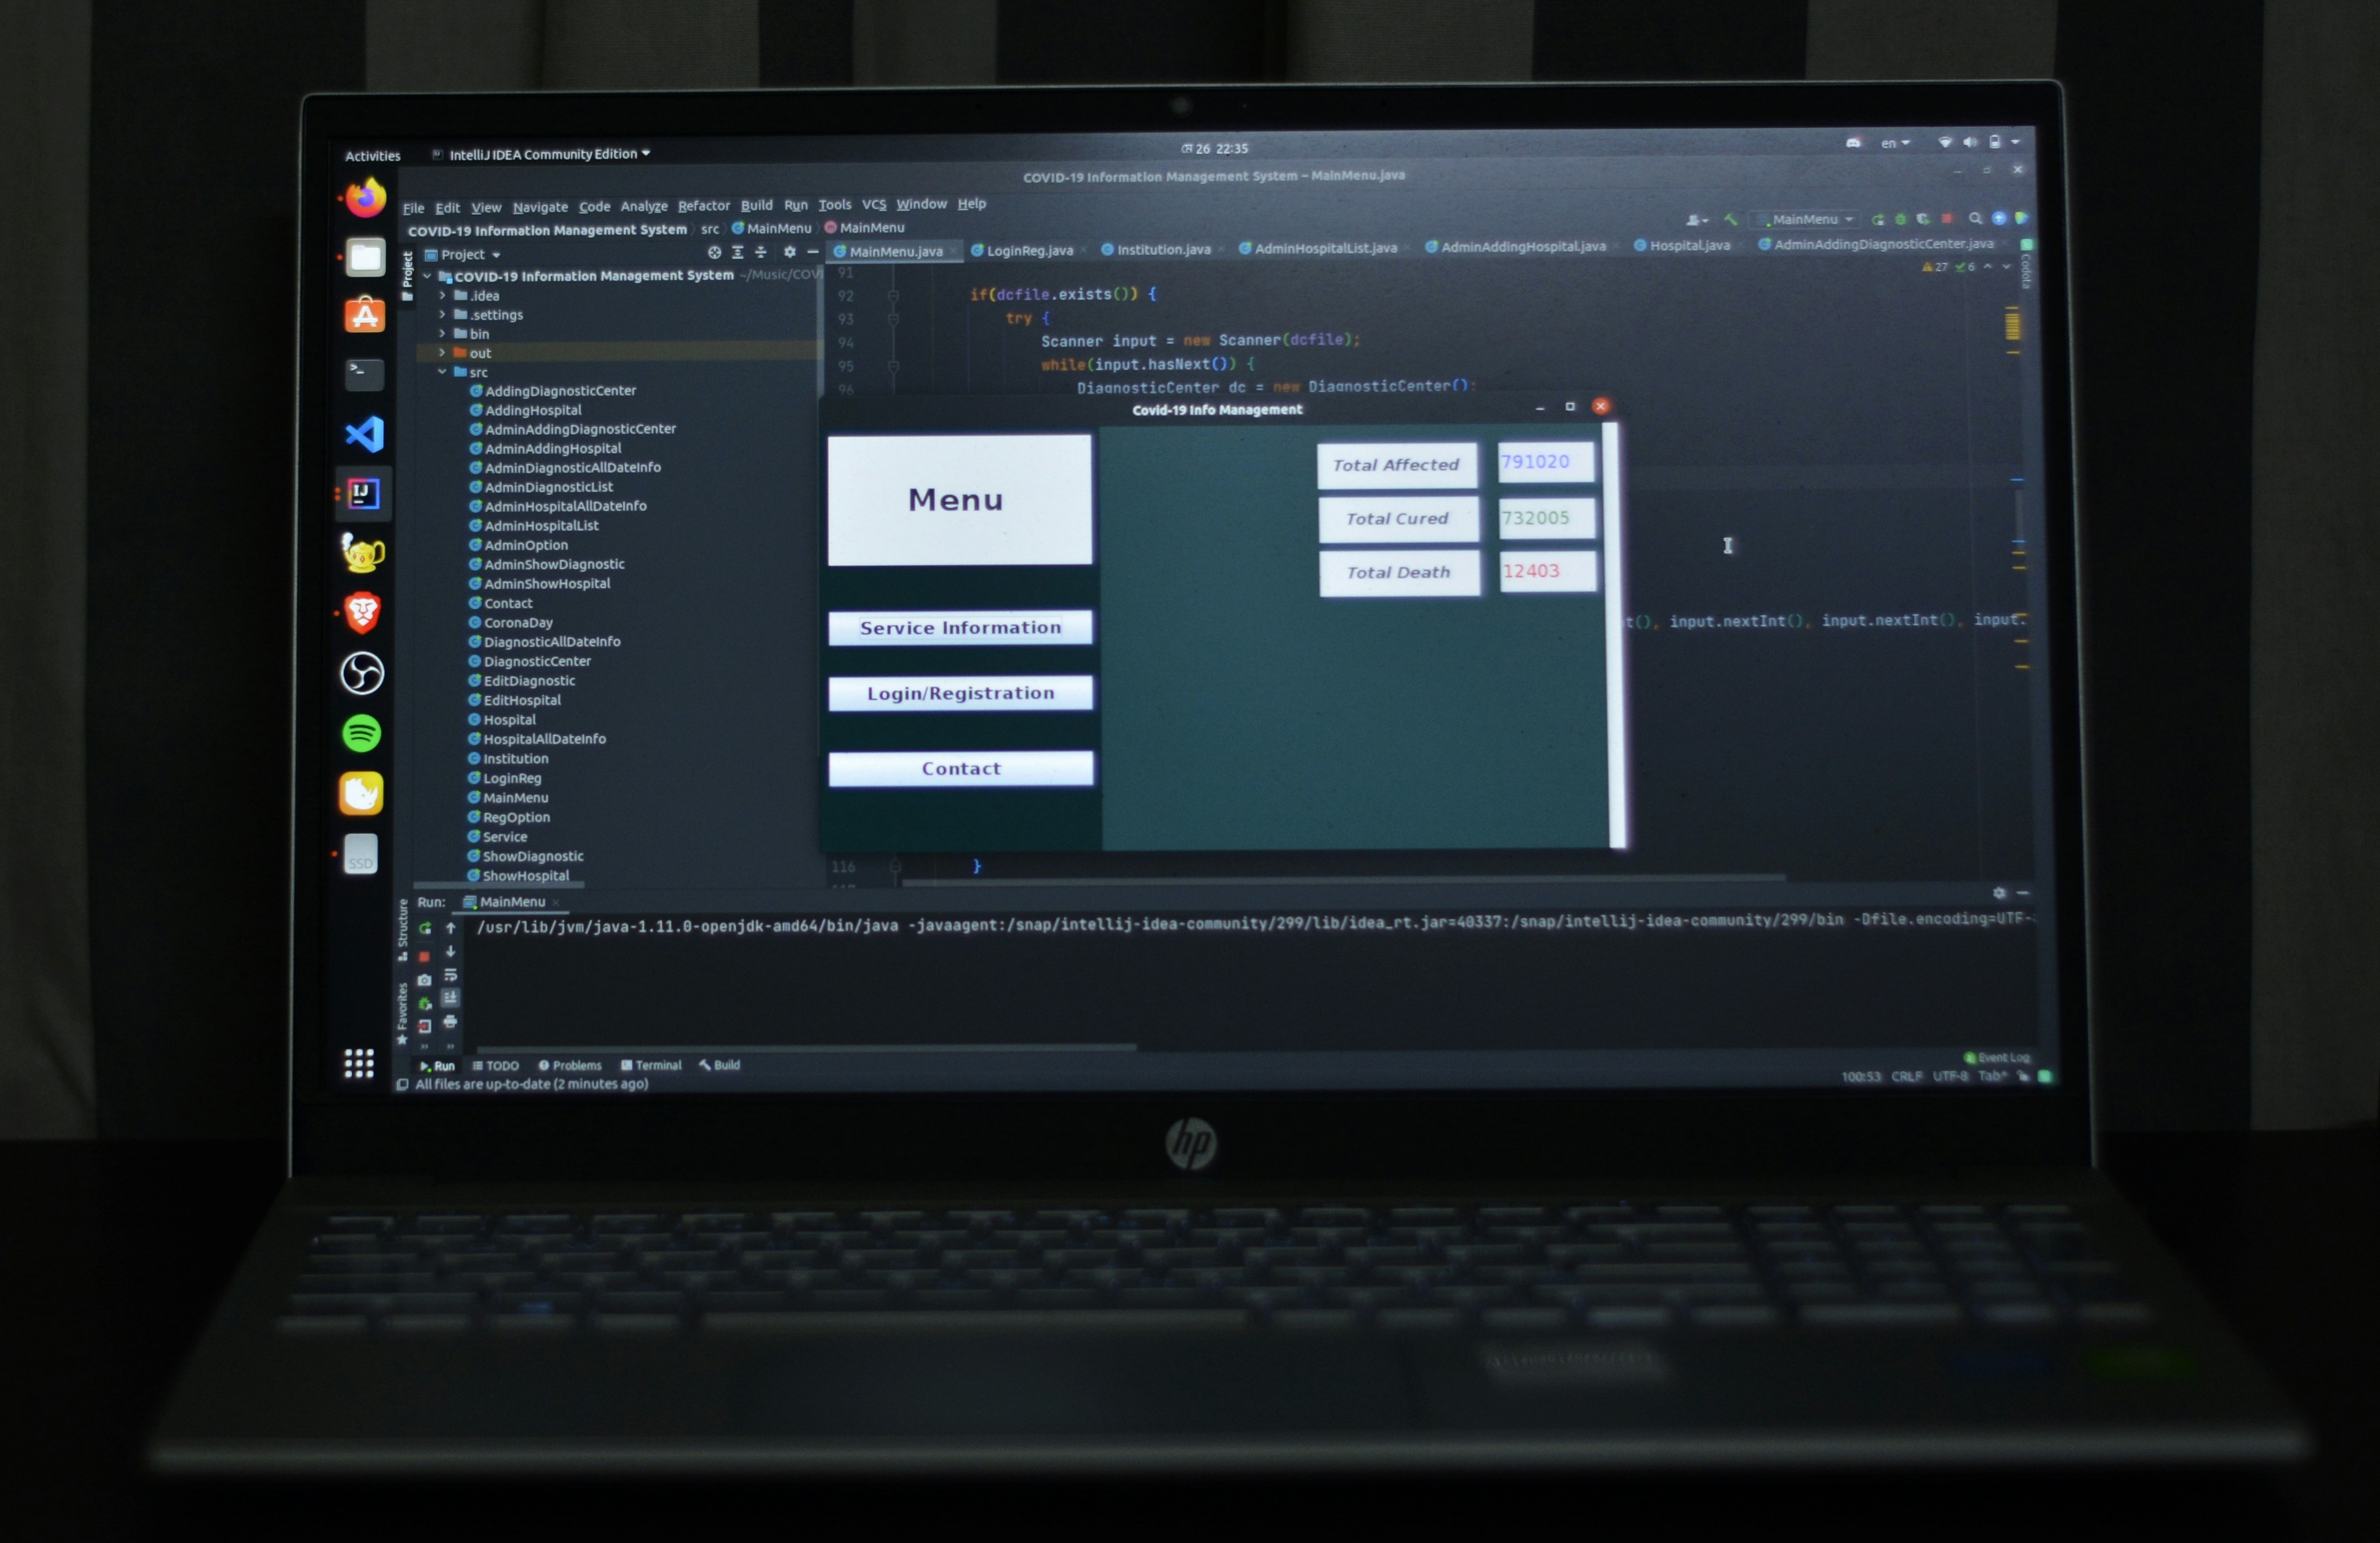 Activities IntelliJ IDEA Community Edition 26 22:35 en
COVID-19 Information Management System – MainMenu.java
File Edit View Navigate Code Analyze Refactor Build Run Tools VCS Window Help
COVID-19 Information Management System src MainMenu MainMenu MainMenu
Project MainMenu.java LoginReg.java Institution.java AdminHospitalList.java AdminAddingHospital.java Hospital.java AdminAddingDiagnosticCenter.java
Project
Codota
27 6
COVID-19 Information Management System ~/Music/COVI
.idea
.settings
bin
out
src
AddingDiagnosticCenter
AddingHospital
AdminAddingDiagnosticCenter
AdminAddingHospital
AdminDiagnosticAllDateInfo
AdminDiagnosticList
AdminHospitalAllDateInfo
AdminHospitalList
AdminOption
AdminShowDiagnostic
AdminShowHospital
Contact
CoronaDay
DiagnosticAllDateInfo
DiagnosticCenter
EditDiagnostic
EditHospital
Hospital
HospitalAllDateInfo
Institution
LoginReg
MainMenu
RegOption
Service
ShowDiagnostic
ShowHospital
91
92 if(dcfile.exists()) {
93 try {
94 Scanner input = new Scanner(dcfile);
95 while(input.hasNext()) {
96 DiagnosticCenter dc = new DiagnosticCenter();
t(), input.nextInt(), input.nextInt(), input.
116 }
Covid-19 Info Management
Menu
Service Information
Login/Registration
Contact
Total Affected 791020
Total Cured 732005
Total Death 12403
IJ
SSD
Run: MainMenu
/usr/lib/jvm/java-1.11.0-openjdk-amd64/bin/java -javaagent:/snap/intellij-idea-community/299/lib/idea_rt.jar=40337:/snap/intellij-idea-community/299/bin -Dfile.encoding=UTF-
Structure
Favorites
Run TODO Problems Terminal Build Event Log
All files are up-to-date (2 minutes ago) 100:53 CRLF UTF-8 Tab*
hp